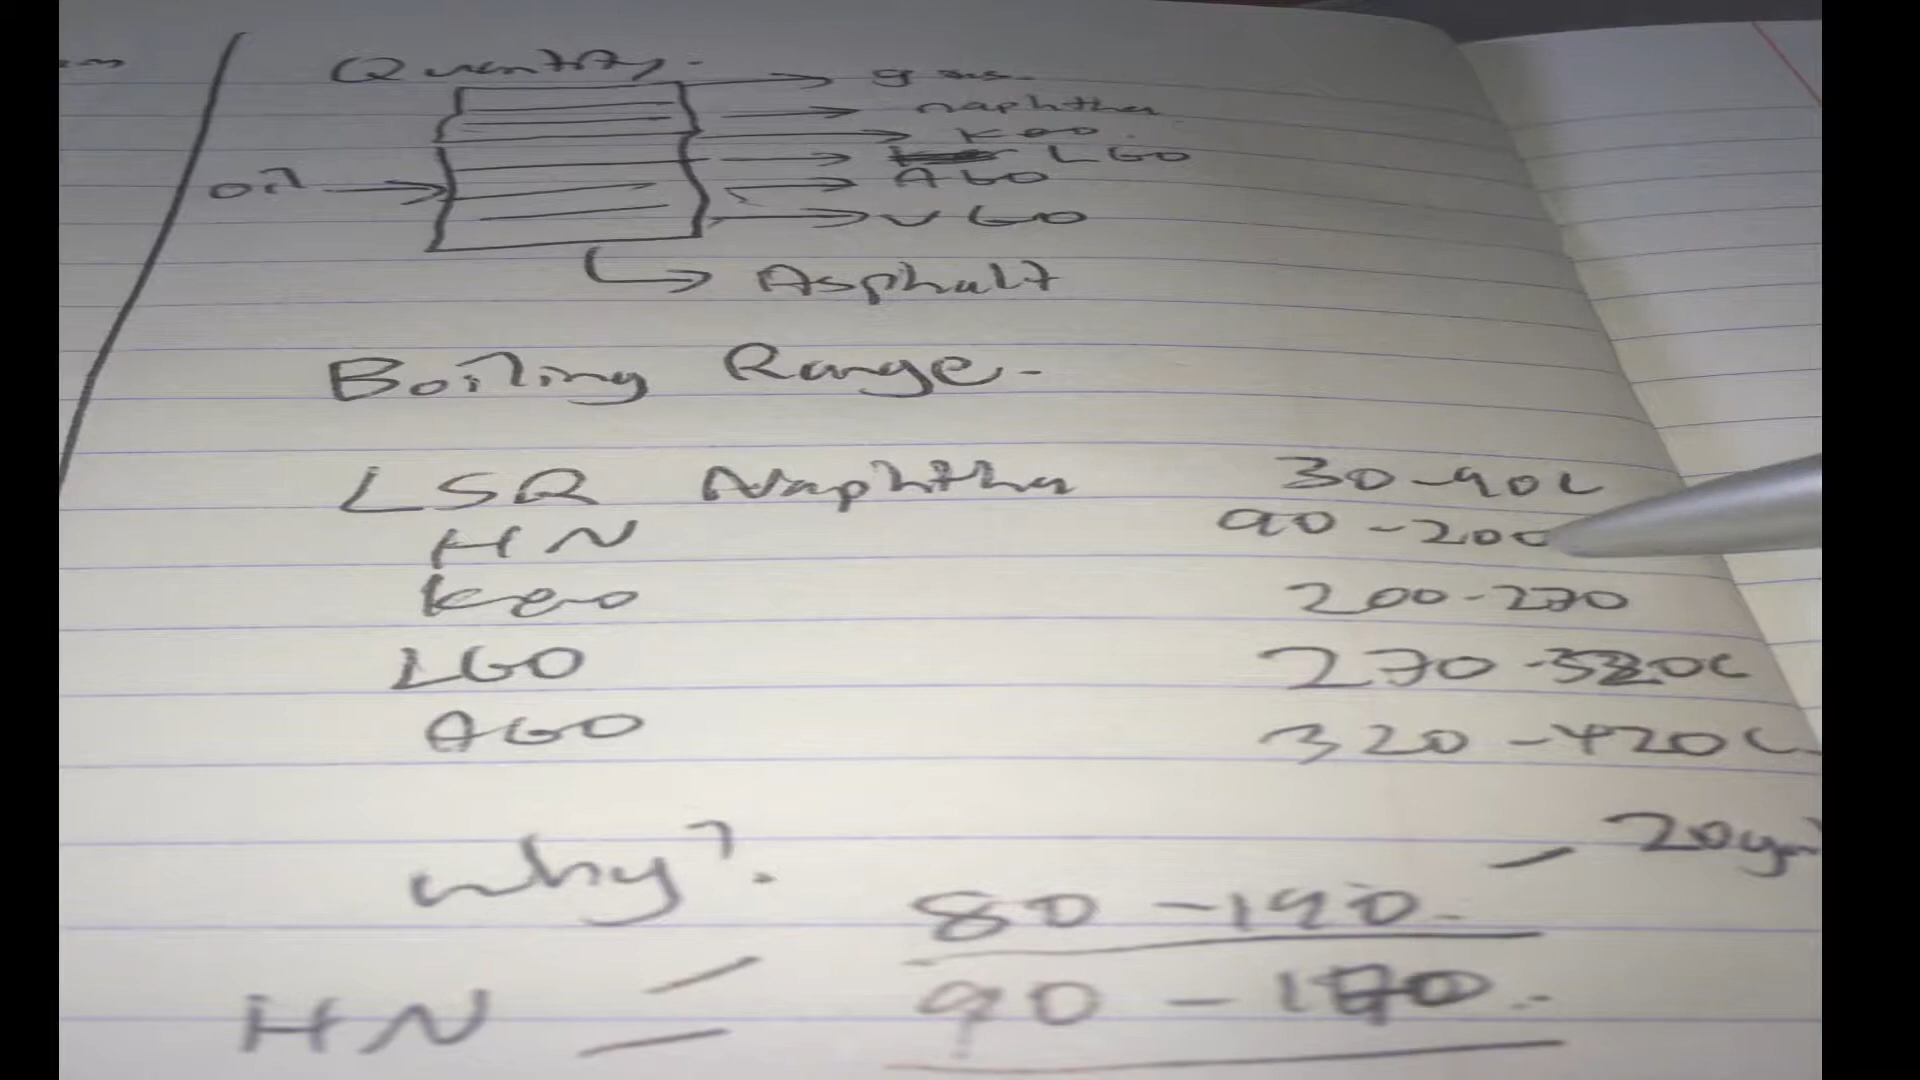 Quantity.
gas.
naphtha
keo.
LGO
oil
AGO
VGO
Asphalt
Boiling Range.
LSR Naphtha 30-90C
HN 90-200
keo 200-270
LGO 270-320C
AGO 320-420C
why?
80-190.
HN 90-170.